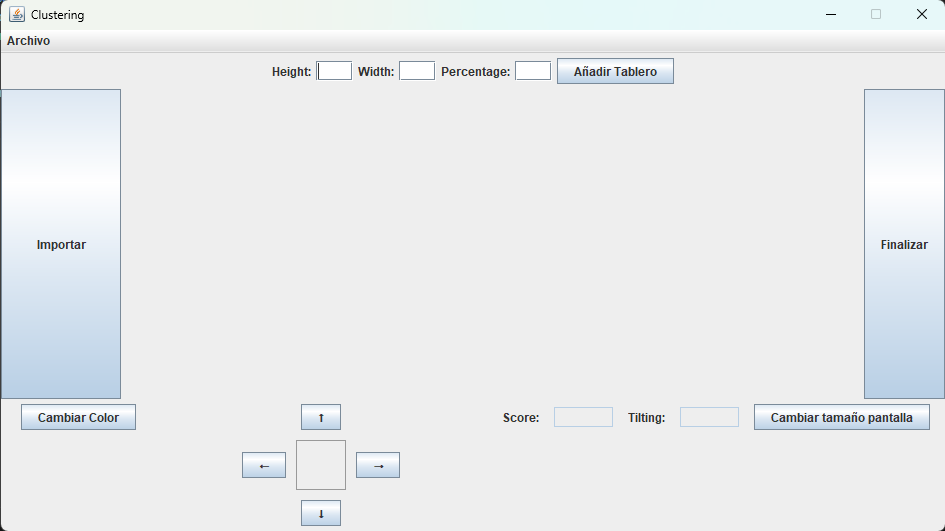 Clustering
Archivo
Height: Width: Percentage: Añadir Tablero
Importar
Finalizar
Cambiar Color
↑
Score: Tilting: Cambiar tamaño pantalla
← →
↓